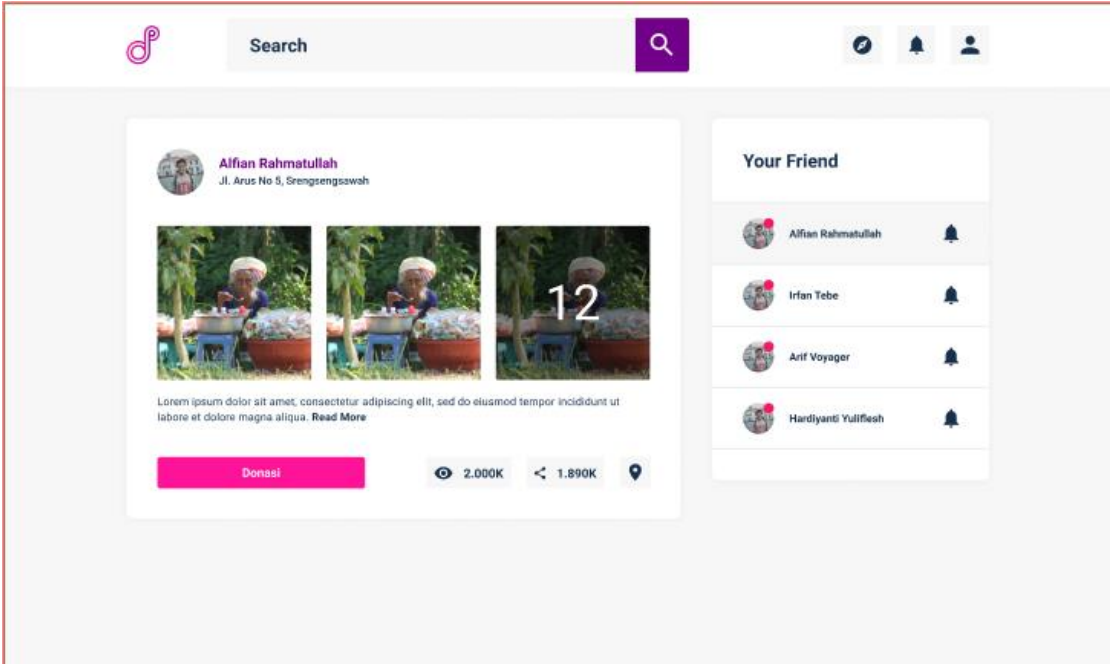 Search
Alfian Rahmatullah
Jl. Arus No 5, Srengsengsawah
12
Lorem ipsum dolor sit amet, consectetur adipiscing elit, sed do eiusmod tempor incididunt ut
labore et dolore magna aliqua. Read More
Donasi
2.000K
1.890K
Your Friend
Alfian Rahmatullah
Irfan Tebe
Arif Voyager
Hardiyanti Yuliflesh